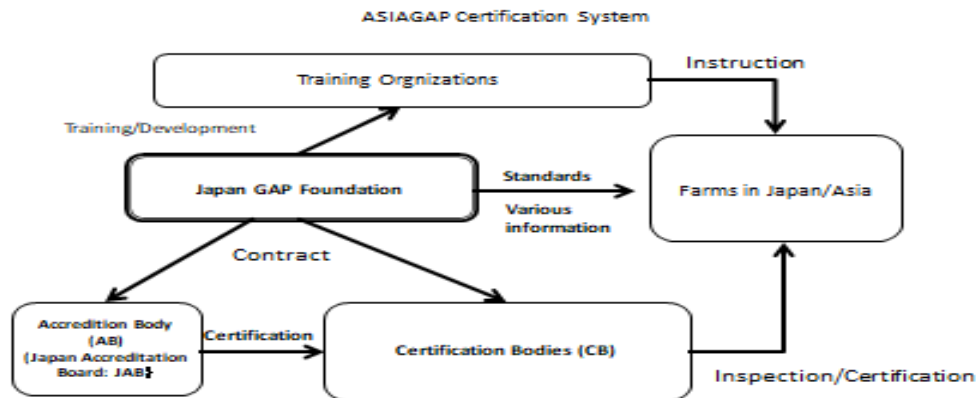 ASIAGAP Certification System
Training Orgnizations
Instruction
Training/Development
Japan GAP Foundation
Standards
Various
information
Farms in Japan/Asia
Contract
Accredition Body
(AB)
(Japan Accreditation
Board: JAB}
Certification
Certification Bodies (CB)
Inspection/Certification